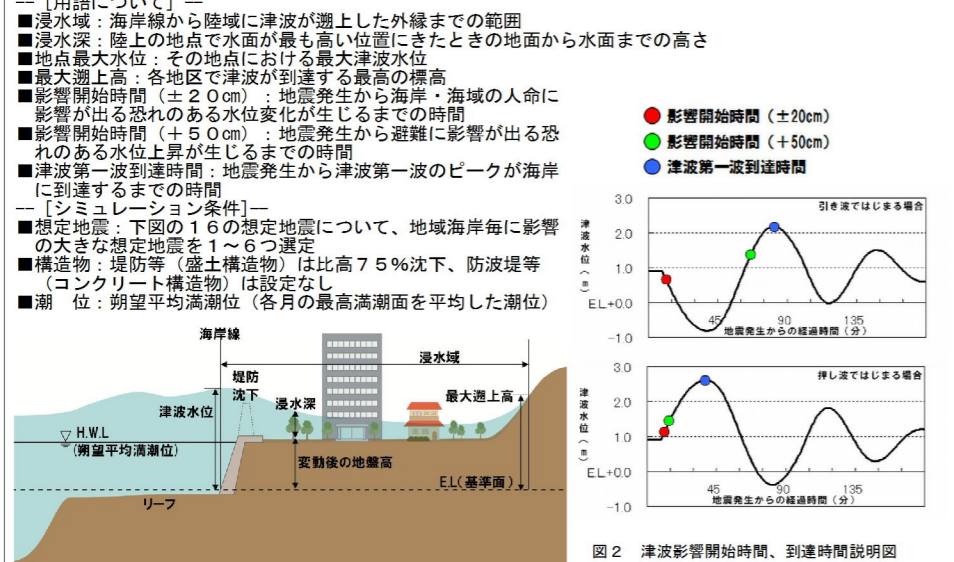 -- [用語について] --
■浸水域：海岸線から陸域に津波が遡上した外縁までの範囲
■浸水深：陸上の地点で水面が最も高い位置にきたときの地面から水面までの高さ
■地点最大水位：その地点における最大津波水位
■最大遡上高：各地区で津波が到達する最高の標高
■影響開始時間（±２０㎝）：地震発生から海岸・海域の人命に
影響が出る恐れのある水位変化が生じるまでの時間
■影響開始時間（＋５０㎝）：地震発生から避難に影響が出る恐
れのある水位上昇が生じるまでの時間
■津波第一波到達時間：地震発生から津波第一波のピークが海岸
に到達するまでの時間
-- [シミュレーション条件]--
■想定地震：下図の１６の想定地震について、地域海岸毎に影響
の大きな想定地震を１～６つ選定
■構造物：堤防等（盛土構造物）は比高７５％沈下、防波堤等
（コンクリート構造物）は設定なし
■潮　位：朔望平均満潮位（各月の最高満潮面を平均した潮位）
海岸線
浸水域
堤防
沈下
浸水深
最大遡上高
津波水位
H.W.L
(朔望平均満潮位)
変動後の地盤高
E.L(基準面)
リーフ
影響開始時間（±20cm）
影響開始時間（+50cm）
津波第一波到達時間
引き波ではじまる場合
津波水位（m）
3.0
2.0
1.0
EL+0.0
-1.0
45
90
135
地震発生からの経過時間（分）
押し波ではじまる場合
津波水位（m）
3.0
2.0
1.0
EL+0.0
-1.0
45
90
135
地震発生からの経過時間（分）
図２　津波影響開始時間、到達時間説明図